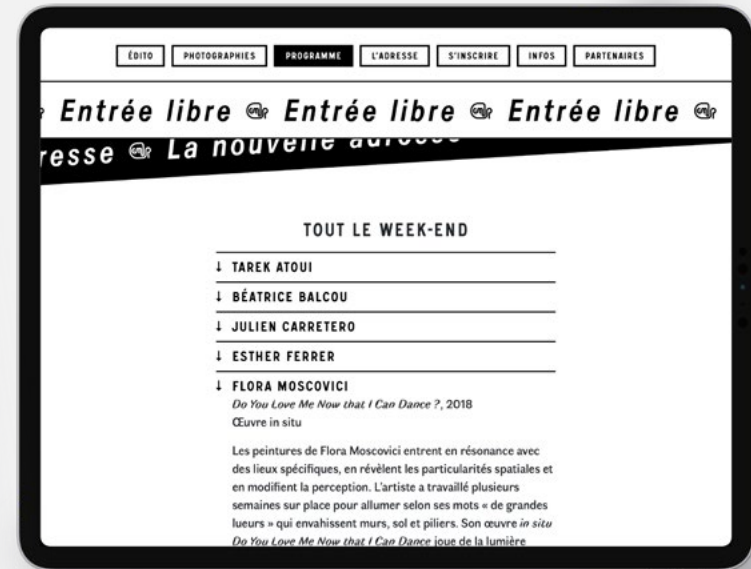 ÉDITO
PHOTOGRAPHIES
PROGRAMME
L'ADRESSE
S'INSCRIRE
INFOS
PARTENAIRES
Entrée libre Entrée libre Entrée libre
resse La nouvelle adresse
TOUT LE WEEK-END
↓ TAREK ATOUI
↓ BÉATRICE BALCOU
↓ JULIEN CARRETERO
↓ ESTHER FERRER
↓ FLORA MOSCOVICI
Do You Love Me Now that I Can Dance ?, 2018
Œuvre in situ
Les peintures de Flora Moscovici entrent en résonance avec
des lieux spécifiques, en révèlent les particularités spatiales et
en modifient la perception. L'artiste a travaillé plusieurs
semaines sur place pour allumer selon ses mots « de grandes
lueurs » qui envahissent murs, sol et piliers. Son œuvre in situ
Do You Love Me Now that I Can Dance joue de la lumière